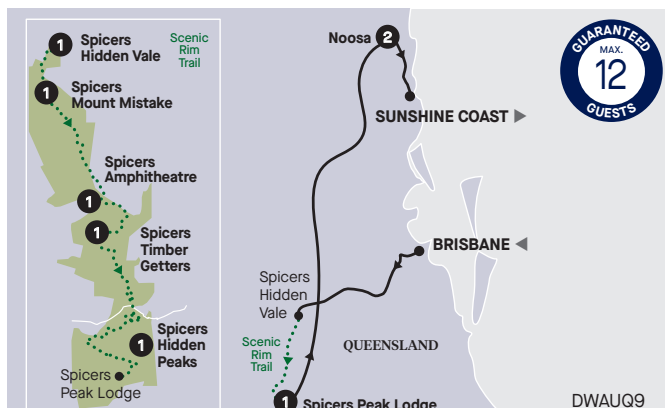 1
Spicers
Hidden Vale
Scenic
Rim
Trail
1
Spicers
Mount Mistake
Spicers
Amphitheatre
1
1
Spicers
Timber
Getters
Spicers
Hidden
Peaks
1
Spicers
Peak Lodge
Noosa
2
SUNSHINE COAST
BRISBANE
Spicers
Hidden
Vale
Scenic
Rim
Trail
QUEENSLAND
1
Spicers Peak Lodge
GUARANTEED
MAX.
12
GUESTS
DWAUQ9